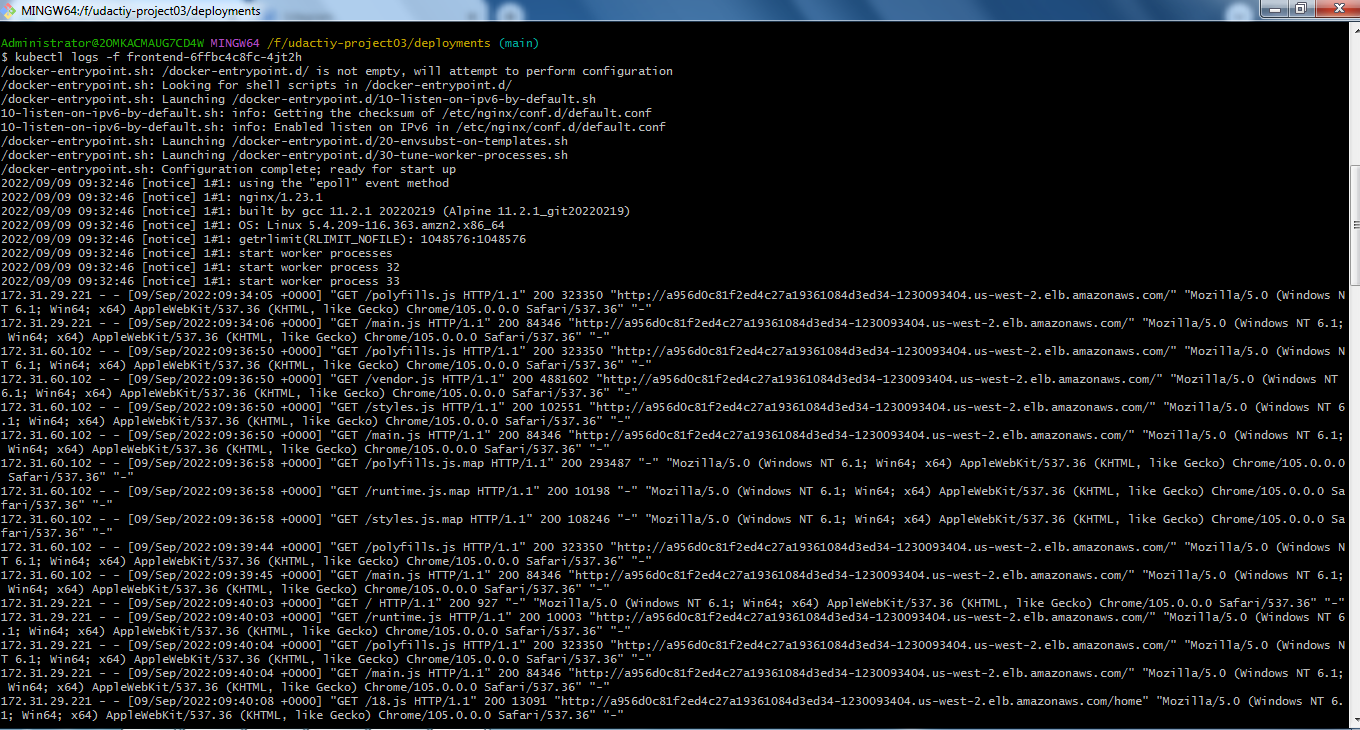 MINGW64:/f/udactiy-project03/deployments
Administrator@2OMKACMAUG7CD4W MINGW64 /f/udactiy-project03/deployments (main)
$ kubectl logs -f frontend-6ffbc4c8fc-4jt2h
/docker-entrypoint.sh: /docker-entrypoint.d/ is not empty, will attempt to perform configuration
/docker-entrypoint.sh: Looking for shell scripts in /docker-entrypoint.d/
/docker-entrypoint.sh: Launching /docker-entrypoint.d/10-listen-on-ipv6-by-default.sh
10-listen-on-ipv6-by-default.sh: info: Getting the checksum of /etc/nginx/conf.d/default.conf
10-listen-on-ipv6-by-default.sh: info: Enabled listen on IPv6 in /etc/nginx/conf.d/default.conf
/docker-entrypoint.sh: Launching /docker-entrypoint.d/20-envsubst-on-templates.sh
/docker-entrypoint.sh: Launching /docker-entrypoint.d/30-tune-worker-processes.sh
/docker-entrypoint.sh: Configuration complete; ready for start up
2022/09/09 09:32:46 [notice] 1#1: using the "epoll" event method
2022/09/09 09:32:46 [notice] 1#1: nginx/1.23.1
2022/09/09 09:32:46 [notice] 1#1: built by gcc 11.2.1 20220219 (Alpine 11.2.1_git20220219)
2022/09/09 09:32:46 [notice] 1#1: OS: Linux 5.4.209-116.363.amzn2.x86_64
2022/09/09 09:32:46 [notice] 1#1: getrlimit(RLIMIT_NOFILE): 1048576:1048576
2022/09/09 09:32:46 [notice] 1#1: start worker processes
2022/09/09 09:32:46 [notice] 1#1: start worker process 32
2022/09/09 09:32:46 [notice] 1#1: start worker process 33
172.31.29.221 - - [09/Sep/2022:09:34:05 +0000] "GET /polyfills.js HTTP/1.1" 200 323350 "http://a956d0c81f2ed4c27a19361084d3ed34-1230093404.us-west-2.elb.amazonaws.com/" "Mozilla/5.0 (Windows N
T 6.1; Win64; x64) AppleWebKit/537.36 (KHTML, like Gecko) Chrome/105.0.0.0 Safari/537.36" "-"
172.31.29.221 - - [09/Sep/2022:09:34:06 +0000] "GET /main.js HTTP/1.1" 200 84346 "http://a956d0c81f2ed4c27a19361084d3ed34-1230093404.us-west-2.elb.amazonaws.com/" "Mozilla/5.0 (Windows NT 6.1;
 Win64; x64) AppleWebKit/537.36 (KHTML, like Gecko) Chrome/105.0.0.0 Safari/537.36" "-"
172.31.60.102 - - [09/Sep/2022:09:36:50 +0000] "GET /polyfills.js HTTP/1.1" 200 323350 "http://a956d0c81f2ed4c27a19361084d3ed34-1230093404.us-west-2.elb.amazonaws.com/" "Mozilla/5.0 (Windows N
T 6.1; Win64; x64) AppleWebKit/537.36 (KHTML, like Gecko) Chrome/105.0.0.0 Safari/537.36" "-"
172.31.60.102 - - [09/Sep/2022:09:36:50 +0000] "GET /vendor.js HTTP/1.1" 200 4881602 "http://a956d0c81f2ed4c27a19361084d3ed34-1230093404.us-west-2.elb.amazonaws.com/" "Mozilla/5.0 (Windows NT 
6.1; Win64; x64) AppleWebKit/537.36 (KHTML, like Gecko) Chrome/105.0.0.0 Safari/537.36" "-"
172.31.60.102 - - [09/Sep/2022:09:36:50 +0000] "GET /styles.js HTTP/1.1" 200 102551 "http://a956d0c81f2ed4c27a19361084d3ed34-1230093404.us-west-2.elb.amazonaws.com/" "Mozilla/5.0 (Windows NT 6
.1; Win64; x64) AppleWebKit/537.36 (KHTML, like Gecko) Chrome/105.0.0.0 Safari/537.36" "-"
172.31.60.102 - - [09/Sep/2022:09:36:50 +0000] "GET /main.js HTTP/1.1" 200 84346 "http://a956d0c81f2ed4c27a19361084d3ed34-1230093404.us-west-2.elb.amazonaws.com/" "Mozilla/5.0 (Windows NT 6.1;
 Win64; x64) AppleWebKit/537.36 (KHTML, like Gecko) Chrome/105.0.0.0 Safari/537.36" "-"
172.31.60.102 - - [09/Sep/2022:09:36:58 +0000] "GET /polyfills.js.map HTTP/1.1" 200 293487 "-" "Mozilla/5.0 (Windows NT 6.1; Win64; x64) AppleWebKit/537.36 (KHTML, like Gecko) Chrome/105.0.0.0
 Safari/537.36" "-"
172.31.60.102 - - [09/Sep/2022:09:36:58 +0000] "GET /runtime.js.map HTTP/1.1" 200 10198 "-" "Mozilla/5.0 (Windows NT 6.1; Win64; x64) AppleWebKit/537.36 (KHTML, like Gecko) Chrome/105.0.0.0 Sa
fari/537.36" "-"
172.31.60.102 - - [09/Sep/2022:09:36:58 +0000] "GET /styles.js.map HTTP/1.1" 200 108246 "-" "Mozilla/5.0 (Windows NT 6.1; Win64; x64) AppleWebKit/537.36 (KHTML, like Gecko) Chrome/105.0.0.0 Sa
fari/537.36" "-"
172.31.60.102 - - [09/Sep/2022:09:39:44 +0000] "GET /polyfills.js HTTP/1.1" 200 323350 "http://a956d0c81f2ed4c27a19361084d3ed34-1230093404.us-west-2.elb.amazonaws.com/" "Mozilla/5.0 (Windows N
T 6.1; Win64; x64) AppleWebKit/537.36 (KHTML, like Gecko) Chrome/105.0.0.0 Safari/537.36" "-"
172.31.60.102 - - [09/Sep/2022:09:39:45 +0000] "GET /main.js HTTP/1.1" 200 84346 "http://a956d0c81f2ed4c27a19361084d3ed34-1230093404.us-west-2.elb.amazonaws.com/" "Mozilla/5.0 (Windows NT 6.1;
 Win64; x64) AppleWebKit/537.36 (KHTML, like Gecko) Chrome/105.0.0.0 Safari/537.36" "-"
172.31.29.221 - - [09/Sep/2022:09:40:03 +0000] "GET / HTTP/1.1" 200 927 "-" "Mozilla/5.0 (Windows NT 6.1; Win64; x64) AppleWebKit/537.36 (KHTML, like Gecko) Chrome/105.0.0.0 Safari/537.36" "-"
172.31.29.221 - - [09/Sep/2022:09:40:03 +0000] "GET /runtime.js HTTP/1.1" 200 10003 "http://a956d0c81f2ed4c27a19361084d3ed34-1230093404.us-west-2.elb.amazonaws.com/" "Mozilla/5.0 (Windows NT 6
.1; Win64; x64) AppleWebKit/537.36 (KHTML, like Gecko) Chrome/105.0.0.0 Safari/537.36" "-"
172.31.29.221 - - [09/Sep/2022:09:40:04 +0000] "GET /polyfills.js HTTP/1.1" 200 323350 "http://a956d0c81f2ed4c27a19361084d3ed34-1230093404.us-west-2.elb.amazonaws.com/" "Mozilla/5.0 (Windows N
T 6.1; Win64; x64) AppleWebKit/537.36 (KHTML, like Gecko) Chrome/105.0.0.0 Safari/537.36" "-"
172.31.29.221 - - [09/Sep/2022:09:40:04 +0000] "GET /main.js HTTP/1.1" 200 84346 "http://a956d0c81f2ed4c27a19361084d3ed34-1230093404.us-west-2.elb.amazonaws.com/" "Mozilla/5.0 (Windows NT 6.1;
 Win64; x64) AppleWebKit/537.36 (KHTML, like Gecko) Chrome/105.0.0.0 Safari/537.36" "-"
172.31.29.221 - - [09/Sep/2022:09:40:08 +0000] "GET /18.js HTTP/1.1" 200 13091 "http://a956d0c81f2ed4c27a19361084d3ed34-1230093404.us-west-2.elb.amazonaws.com/home" "Mozilla/5.0 (Windows NT 6.
1; Win64; x64) AppleWebKit/537.36 (KHTML, like Gecko) Chrome/105.0.0.0 Safari/537.36" "-"